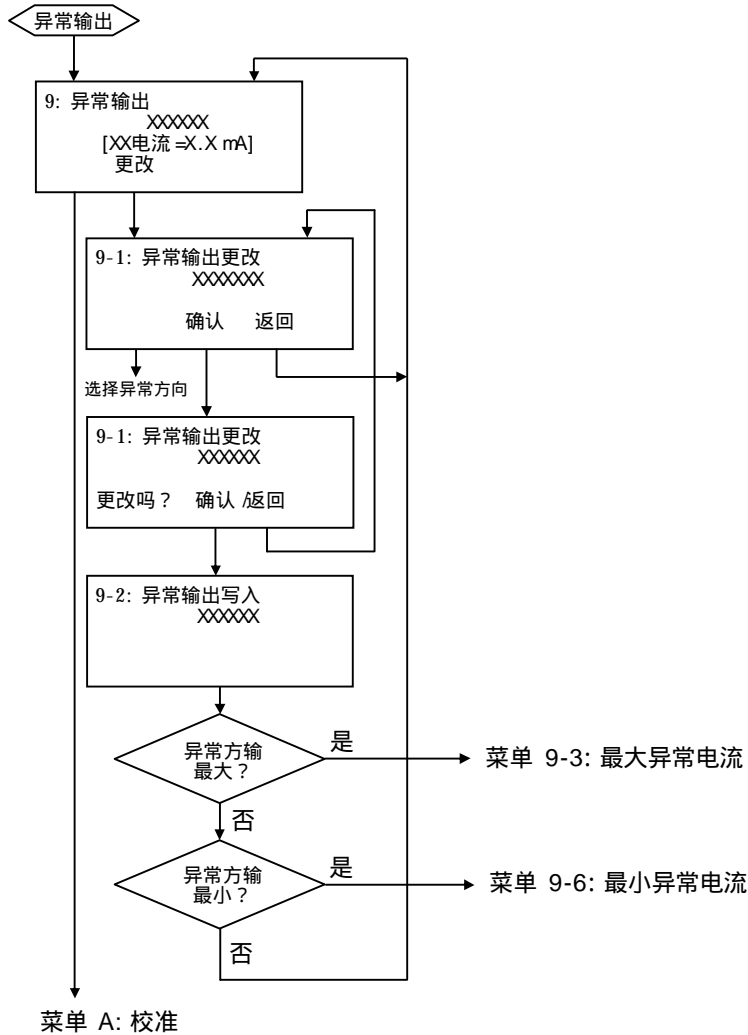 异常输出
9: 异常输出
XXXXXX
[XX电流=X.X mA]
更改
9-1: 异常输出更改
XXXXXXX
确认 返回
选择异常方向
9-1: 异常输出更改
XXXXXX
更改吗？ 确认/返回
9-2: 异常输出写入
XXXXXX
异常方输
最大？
是
菜单 9-3: 最大异常电流
否
异常方输
最小？
是
菜单 9-6: 最小异常电流
否
菜单 A: 校准